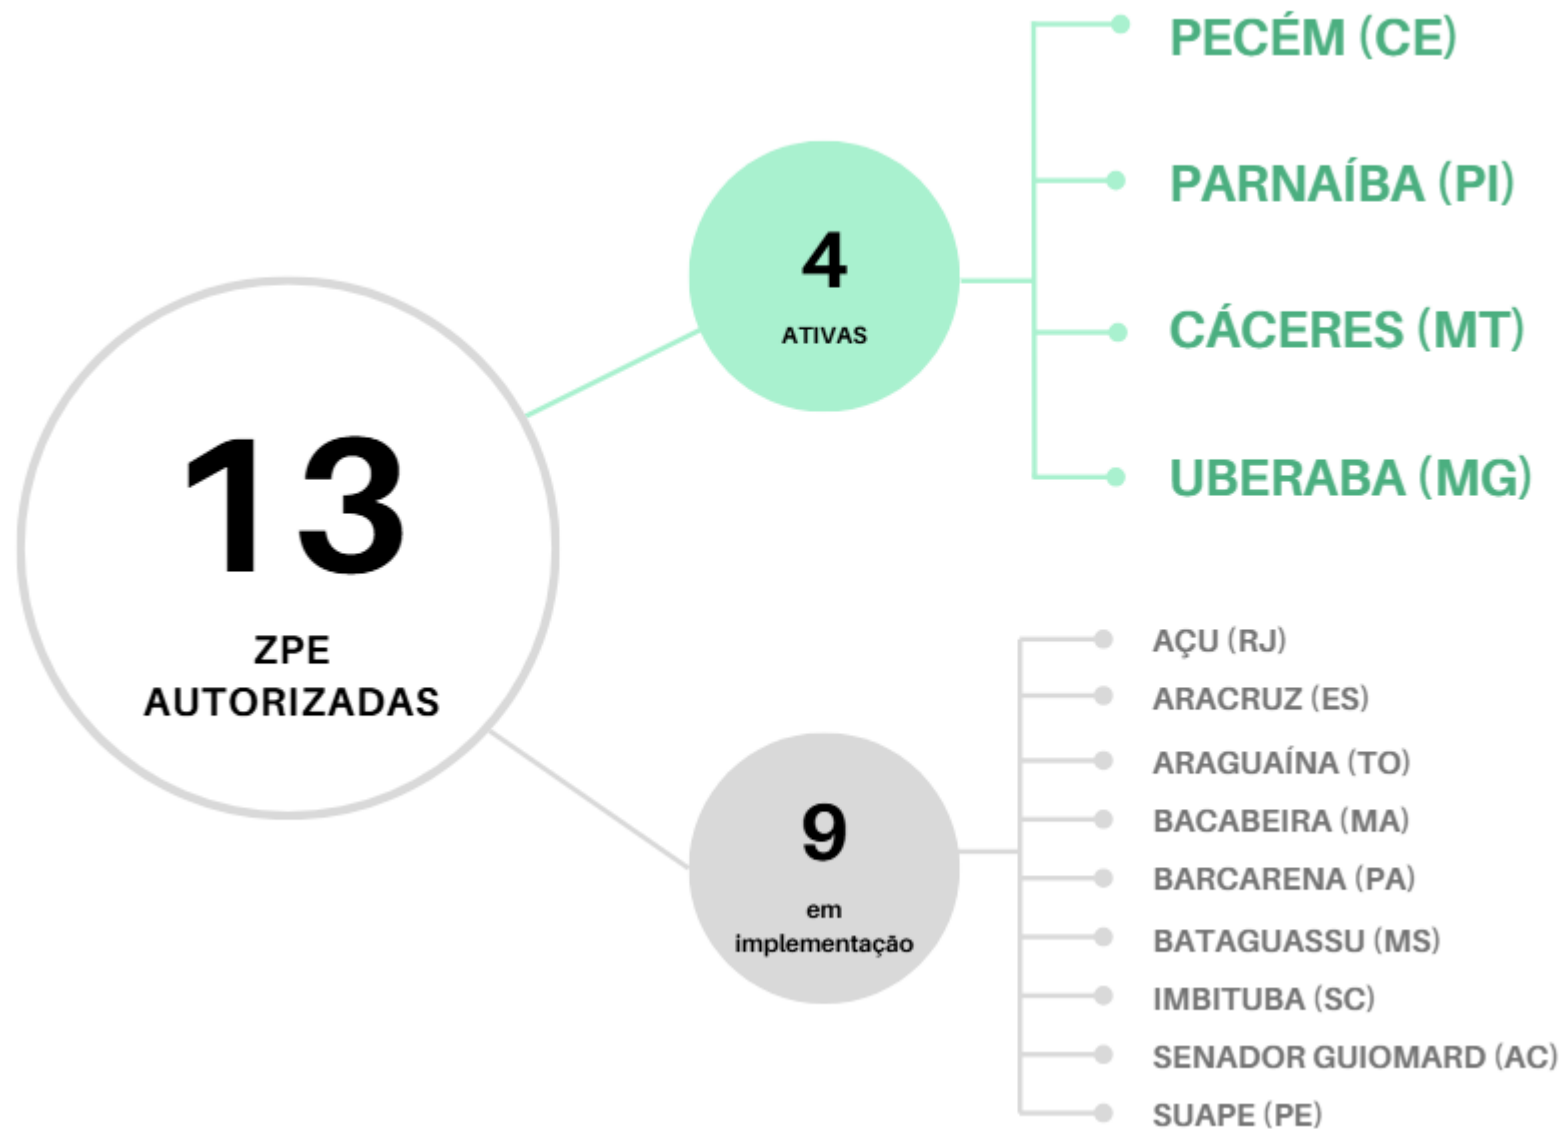 13
ZPE
AUTORIZADAS
4
ATIVAS
PECÉM (CE)
PARNAÍBA (PI)
CÁCERES (MT)
UBERABA (MG)
9
em
implementação
AÇU (RJ)
ARACRUZ (ES)
ARAGUAÍNA (TO)
BACABEIRA (MA)
BARCARENA (PA)
BATAGUASSU (MS)
IMBITUBA (SC)
SENADOR GUIOMARD (AC)
SUAPE (PE)